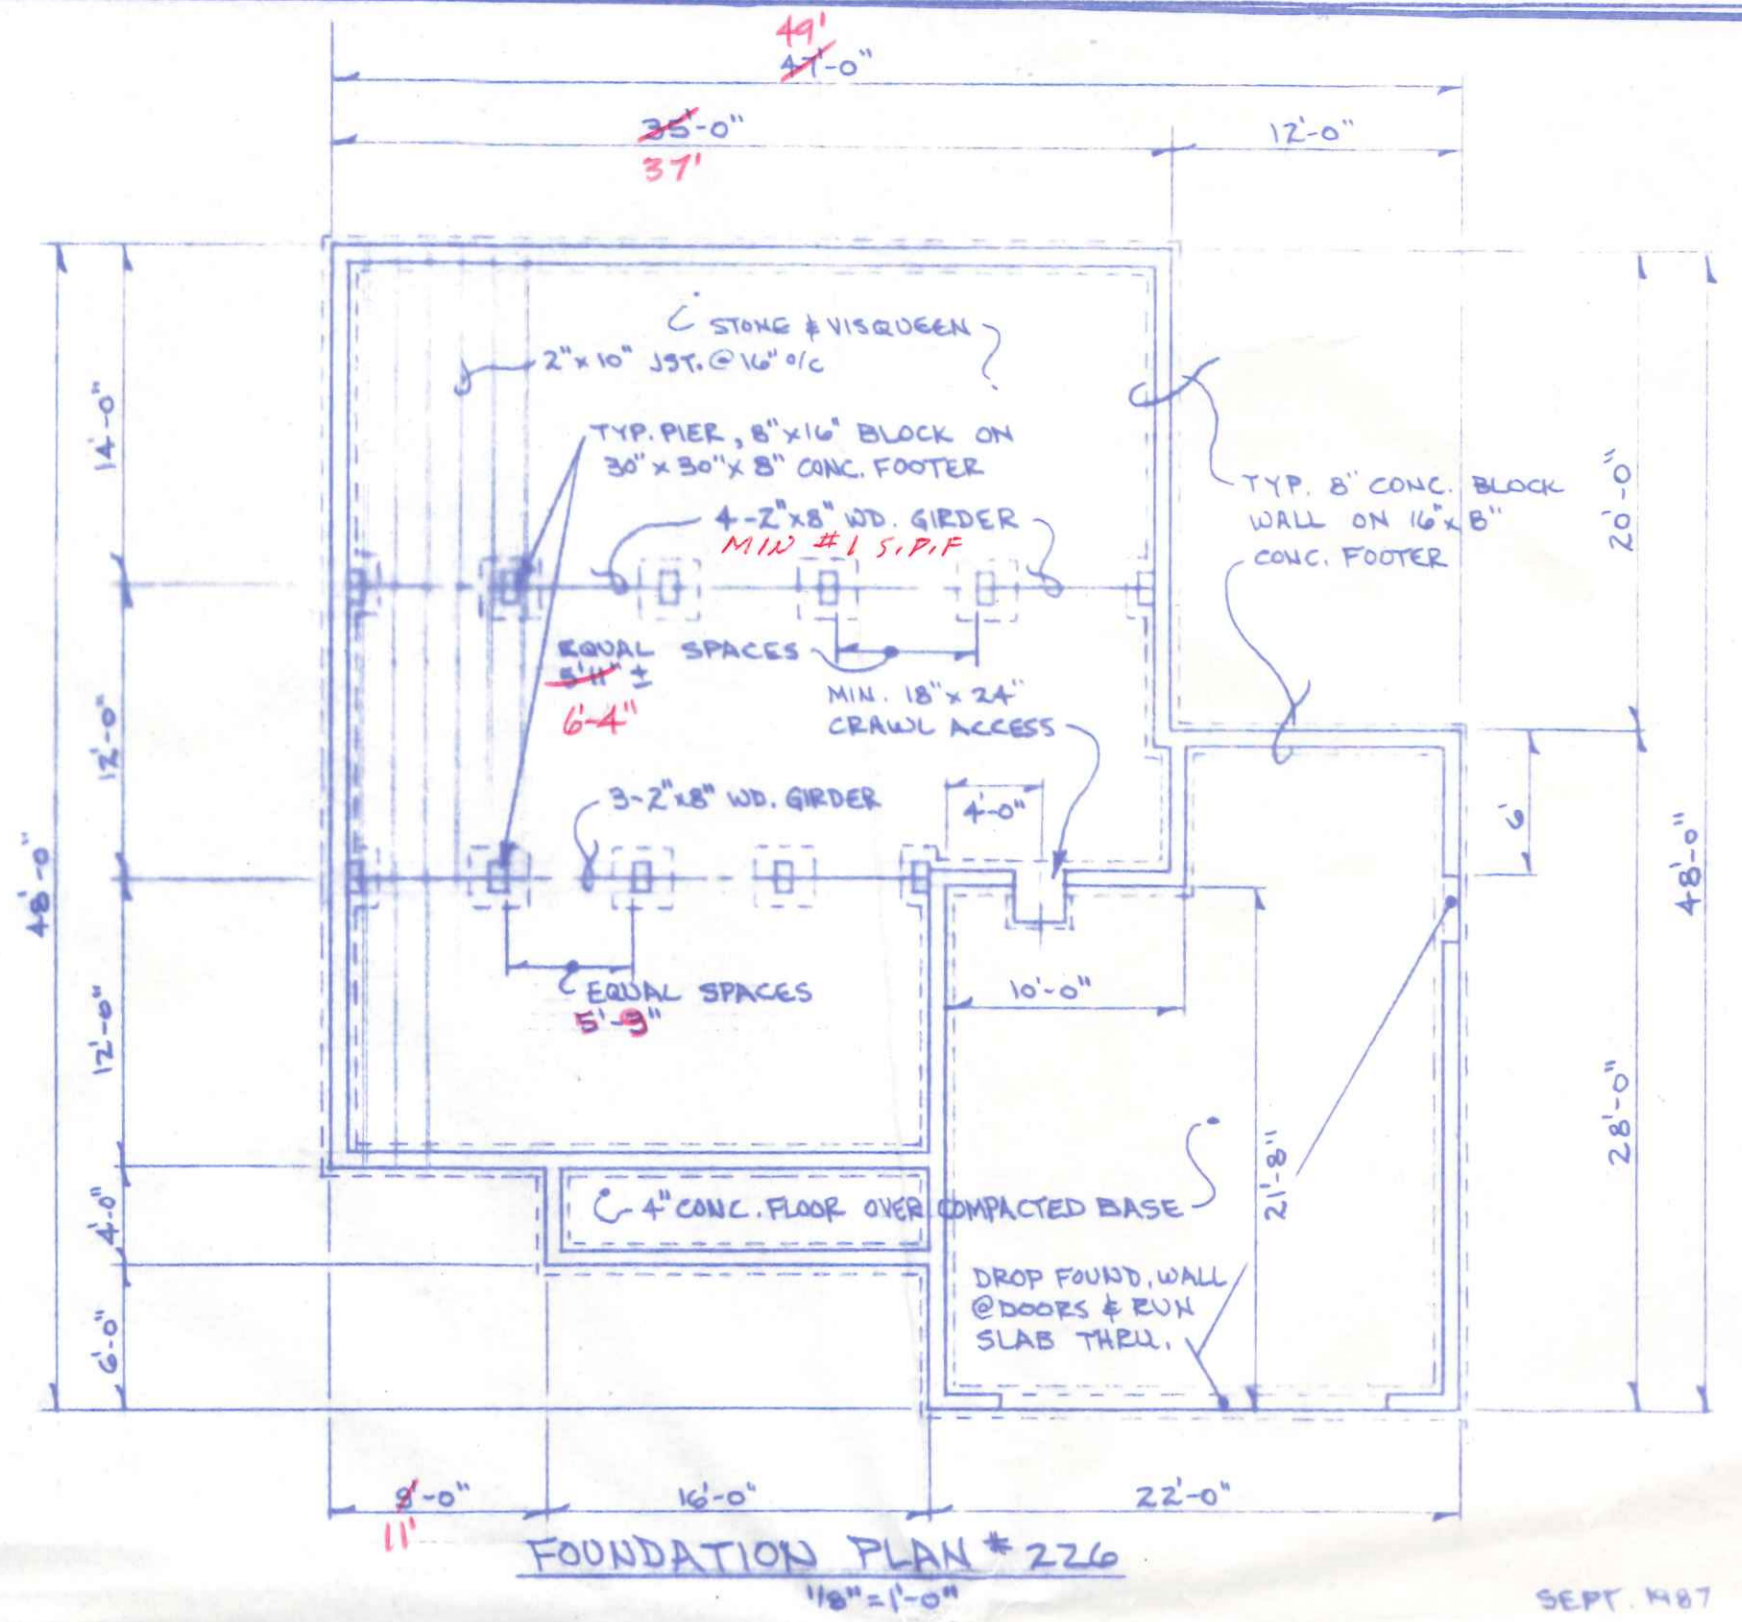 49'
47'-0"
35'-0"
37'
12'-0"
STONE & VISQUEEN
2"x10" JST. @ 16" o/c
14'-0"
TYP. PIER, 8"x16" BLOCK ON
30"x30"x8" CONC. FOOTER
4-2"x8" WD. GIRDER
MIN #1 S.P.F
TYP. 8" CONC. BLOCK
WALL ON 16"x8"
CONC. FOOTER
20'-0"
EQUAL SPACES
5'11" ±
6'-4"
MIN. 18"x24"
CRAWL ACCESS
12'-0"
3-2"x8" WD. GIRDER
4'-0"
6'
48'-0"
48'-0"
EQUAL SPACES
5'-3"
10'-0"
12'-0"
28'-0"
21'-8"
4" CONC. FLOOR OVER COMPACTED BASE
4'-0"
DROP FOUND. WALL
@ DOORS & RUN
SLAB THRU.
6'-0"
-0"
11'
16'-0"
22'-0"
FOUNDATION PLAN #226
1/8"=1'-0"
SEPT. 1987